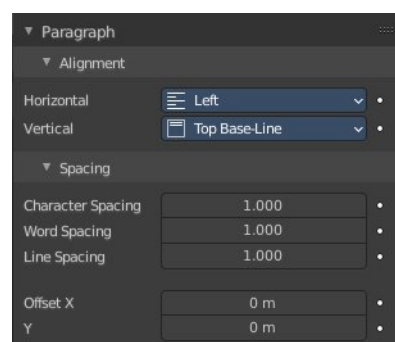 Paragraph
Alignment
Horizontal Left
Vertical Top Base-Line
Spacing
Character Spacing 1.000
Word Spacing 1.000
Line Spacing 1.000
Offset X 0 m
Y 0 m